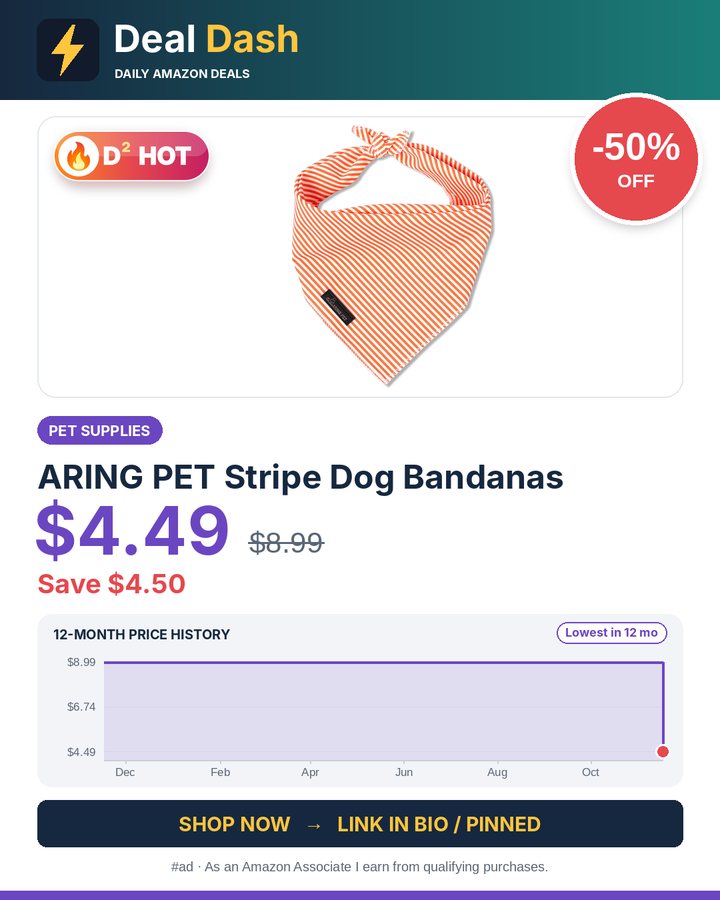 Deal Dash
DAILY AMAZON DEALS
D² HOT
-50%
OFF
PET SUPPLIES
ARING PET Stripe Dog Bandanas
$4.49 $8.99
Save $4.50
12-MONTH PRICE HISTORY
Lowest in 12 mo
$8.99
$6.74
$4.49
Dec Feb Apr Jun Aug Oct
SHOP NOW → LINK IN BIO / PINNED
#ad · As an Amazon Associate I earn from qualifying purchases.